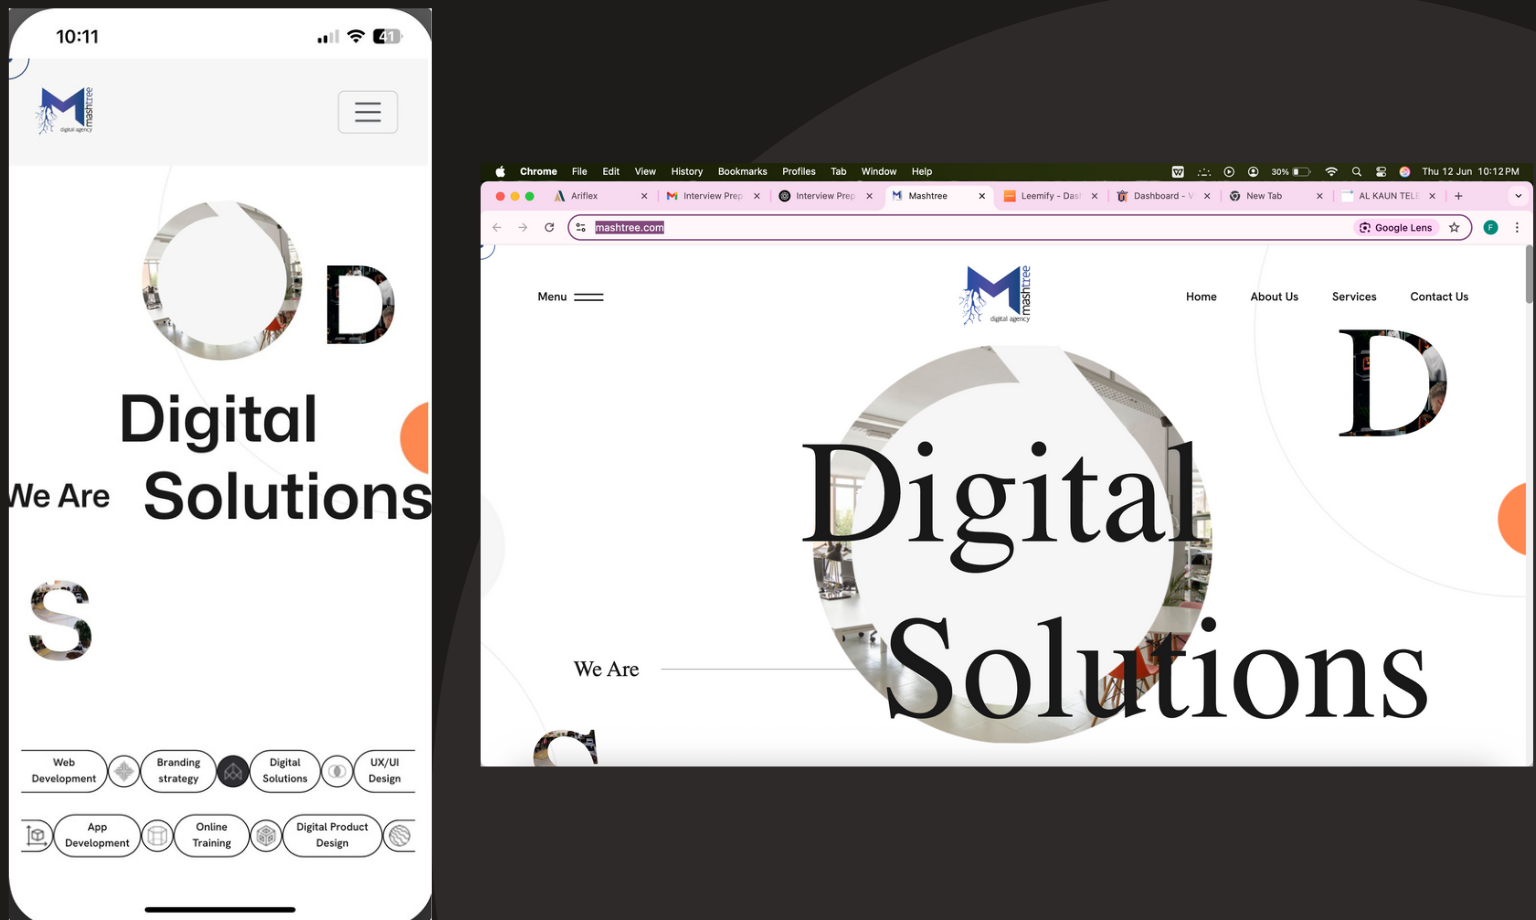 10:11
41
mashtree
digital agency
D
Digital
We Are
Solutions
S
Web
Development
Branding
strategy
Digital
Solutions
UX/UI
Design
App
Development
Online
Training
Digital Product
Design
Chrome File Edit View History Bookmarks Profiles Tab Window Help
30%
Thu 12 Jun 10:12 PM
Ariflex
Interview Prep
Interview Prep
Mashtree
Leemify - Das
Dashboard - V
New Tab
AL KAUN TELE
mashtree.com
Google Lens
F
Menu
mashtree
digital agency
Home
About Us
Services
Contact Us
D
Digital
We Are
Solutions
S